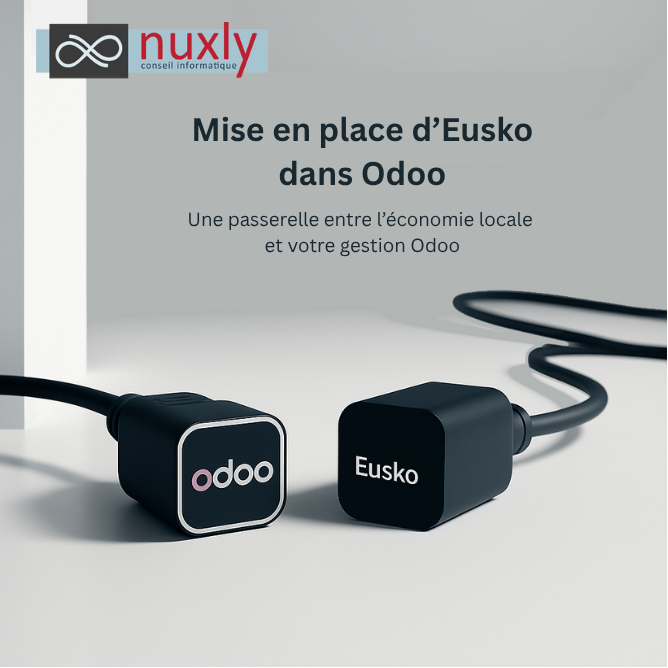 nuxly
conseil informatique
Mise en place d’Eusko
dans Odoo
Une passerelle entre l’économie locale
et votre gestion Odoo
odoo
Eusko